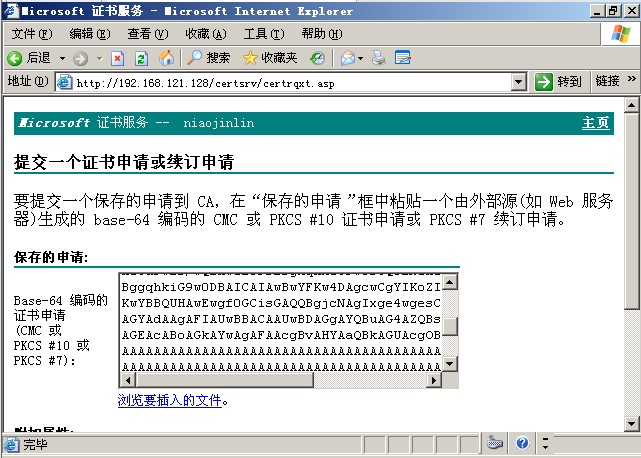 Microsoft 证书服务 - Microsoft Internet Explorer
文件(F) 编辑(E) 查看(V) 收藏(A) 工具(T) 帮助(H)
后退 搜索 收藏夹
地址(D) http://192.168.121.128/certsrv/certrqxt.asp 转到 链接 »
Microsoft 证书服务 -- niaojinlin 主页
提交一个证书申请或续订申请
要提交一个保存的申请到 CA，在“保存的申请 ”框中粘贴一个由外部源(如 Web 服务
器)生成的 base-64 编码的 CMC 或 PKCS #10 证书申请或 PKCS #7 续订申请。
保存的申请:
Base-64 编码的
证书申请
(CMC 或
PKCS #10 或
PKCS #7):
BggqhkiG9wODBAICAIAwBwYFKw4DAgcwCgYIKoZI
KwYBBQUHAwEwgfOGCisGAQQBgjcNAgIxge4wgesC
AGYAdAAgAFIAUwBBACAAUwBDAGgAYQBuAG4AZQBs
AGEAcABoAGkAYwAgAFAAcgBvAHYAaQBkAGUAcgOB
AAAAAAAAAAAAAAAAAAAAAAAAAAAAAAAAAAAAAAAA
浏览要插入的文件。
附加属性:
完毕